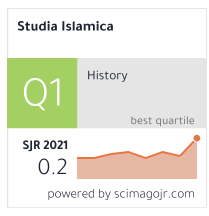 Studia Islamica
Q1
History
best quartile
SJR 2021
0.2
powered by scimagojr.com